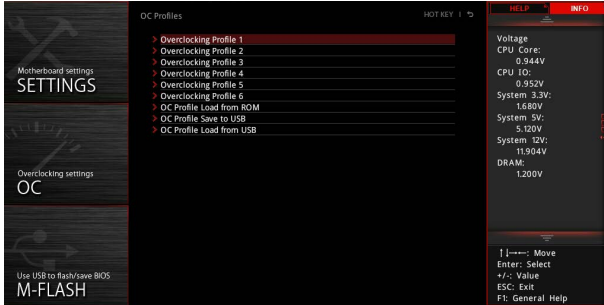 OC Profiles
HOT KEY |
HELP
INFO
Overclocking Profile 1
Overclocking Profile 2
Overclocking Profile 3
Overclocking Profile 4
Overclocking Profile 5
Overclocking Profile 6
OC Profile Load from ROM
OC Profile Save to USB
OC Profile Load from USB
Motherboard settings
SETTINGS
Overclocking settings
OC
Use USB to flash/save BIOS
M-FLASH
Voltage
CPU Core:
0.944V
CPU IO:
0.952V
System 3.3V:
1.680V
System 5V:
5.120V
System 12V:
11.904V
DRAM:
1.200V
↑↓→←: Move
Enter: Select
+/-: Value
ESC: Exit
F1: General Help